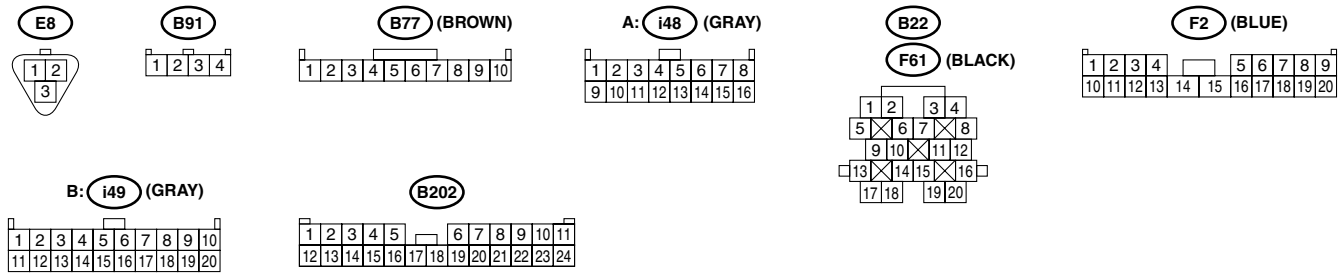 E8
B91
B77 (BROWN)
A: i48 (GRAY)
B22
F61 (BLACK)
F2 (BLUE)
1 2
3
1 2 3 4
1 2 3 4 5 6 7 8 9 10
1 2 3 4 5 6 7 8
9 10 11 12 13 14 15 16
1 2 3 4
5 6 7 8
9 10 11 12
13 14 15 16
17 18 19 20
1 2 3 4 5 6 7 8 9
10 11 12 13 14 15 16 17 18 19 20
B: i49 (GRAY)
B202
1 2 3 4 5 6 7 8 9 10
11 12 13 14 15 16 17 18 19 20
1 2 3 4 5 6 7 8 9 10 11
12 13 14 15 16 17 18 19 20 21 22 23 24